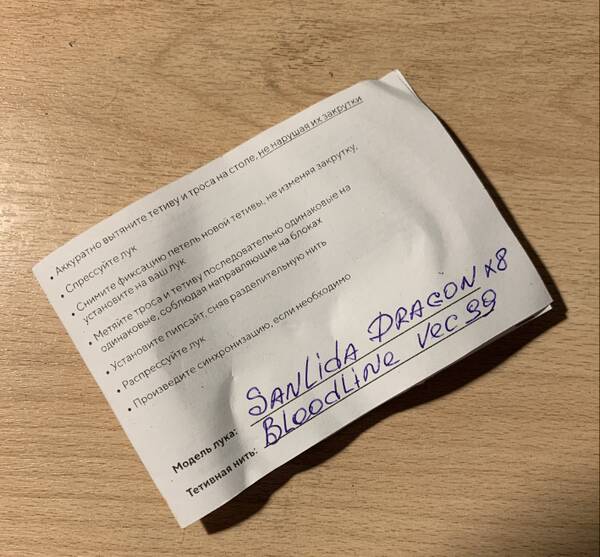 • Аккуратно вытяните тетиву и троса на столе, не нарушая их закрутки
• Спрессуйте лук
• Снимите фиксацию петель новой тетивы, не изменяя закрутку,
установите на ваш лук
• Метяйте троса и тетиву последовательно одинаковые на
одинаковые, соблюдая направляющие на блоках
• Установите пипсайт, сняв разделительную нить
• Распрессуйте лук
• Произведите синхронизацию, если необходимо
Модель лука: SANLIDA DRAGON X8
Тетивная нить: BLOODLINE VEC 99